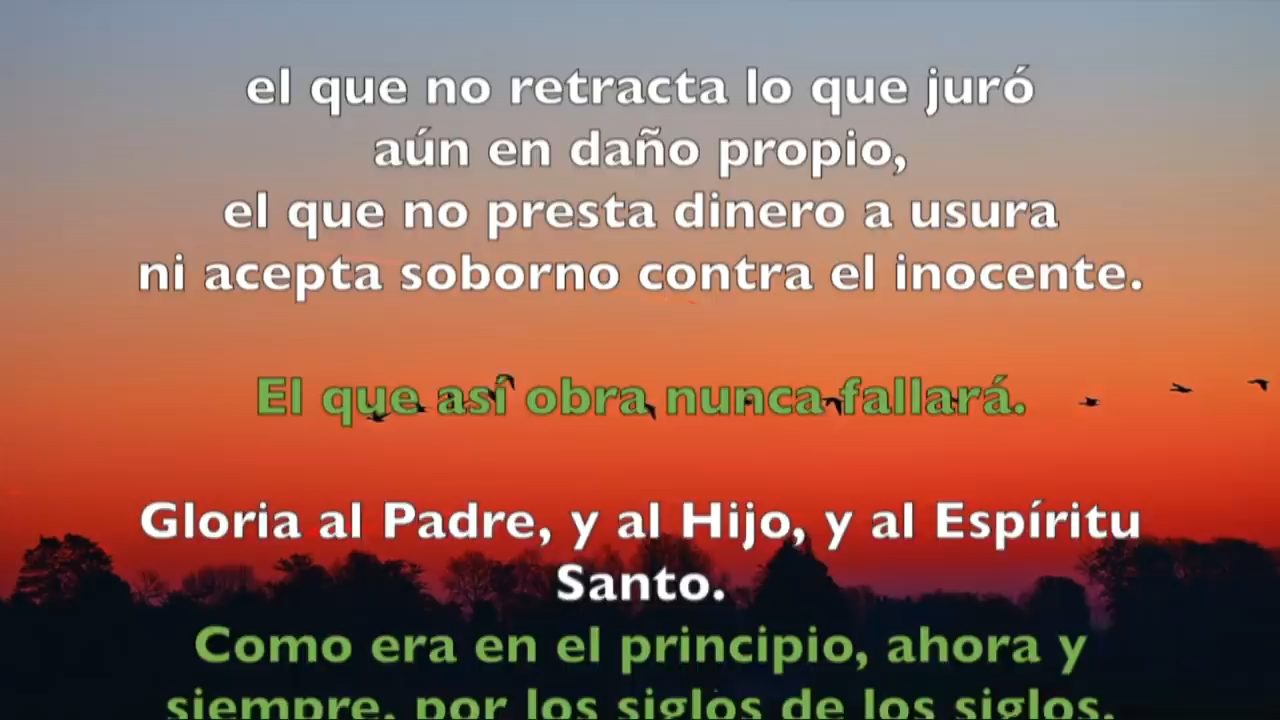 el que no retracta lo que juró
aún en daño propio,
el que no presta dinero a usura
ni acepta soborno contra el inocente.
El que así obra nunca fallará.
Gloria al Padre, y al Hijo, y al Espíritu
Santo.
Como era en el principio, ahora y
siempre, por los siglos de los siglos.